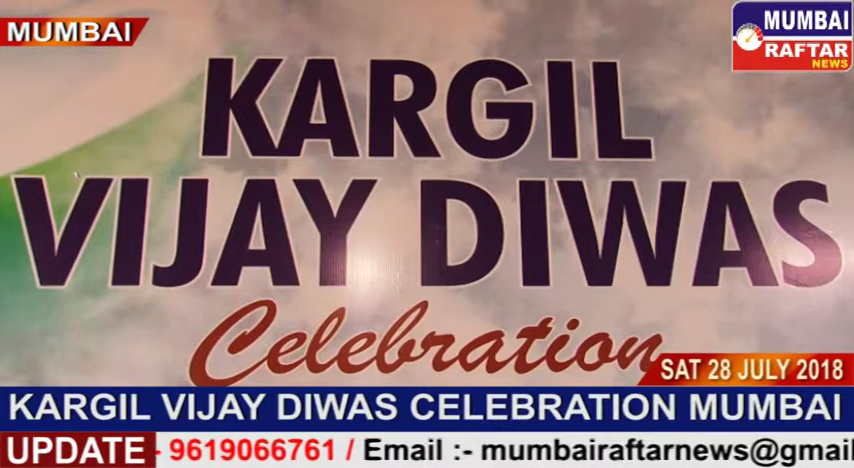 MUMBAI
MUMBAI
RAFTAR
NEWS
KARGIL
VIJAY DIWAS
Celebration
SAT 28 JULY 2018
KARGIL VIJAY DIWAS CELEBRATION MUMBAI
UPDATE - 9619066761 / Email :- mumbairaftarnews@gmail